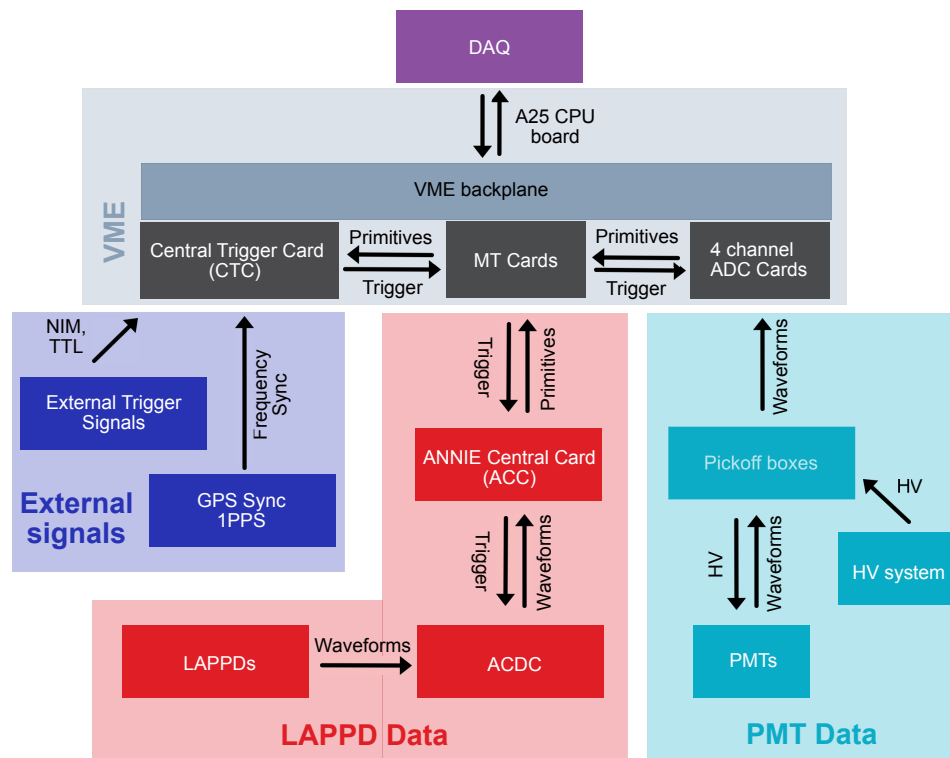 DAQ
A25 CPU
board
VME
VME backplane
Central Trigger Card
(CTC)
Primitives
Trigger
MT Cards
Primitives
Trigger
4 channel
ADC Cards
NIM,
TTL
External Trigger
Signals
Frequency
Sync
GPS Sync
1PPS
External
signals
Trigger
Primitives
ANNIE Central Card
(ACC)
Trigger
Waveforms
LAPPDs
Waveforms
ACDC
LAPPD Data
Waveforms
Pickoff boxes
HV
HV system
HV
Waveforms
PMTs
PMT Data